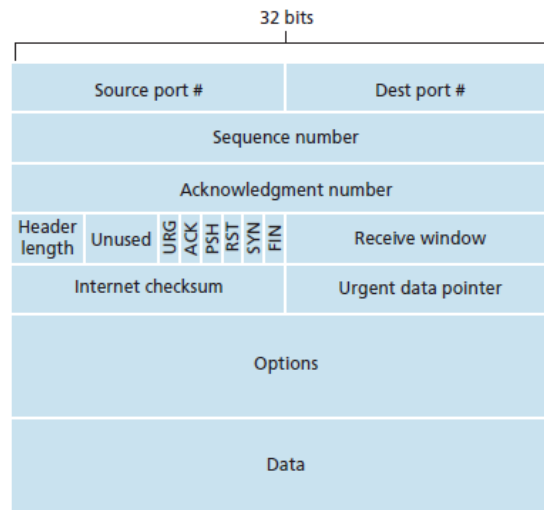 32 bits
Source port #
Dest port #
Sequence number
Acknowledgment number
Header
length
Unused
URG
ACK
PSH
RST
SYN
FIN
Receive window
Internet checksum
Urgent data pointer
Options
Data